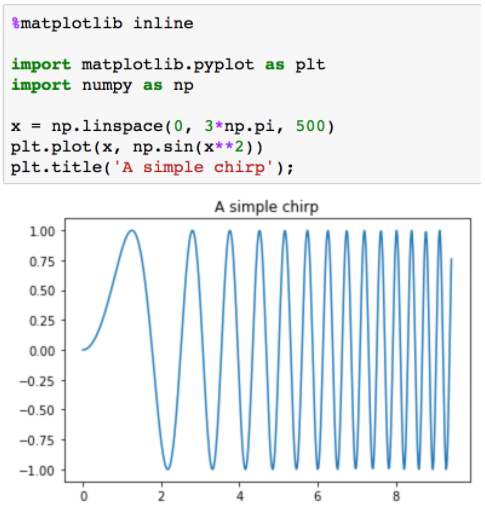 %matplotlib inline
import matplotlib.pyplot as plt
import numpy as np
x = np.linspace(0, 3*np.pi, 500)
plt.plot(x, np.sin(x**2))
plt.title('A simple chirp');
A simple chirp
1.00
0.75
0.50
0.25
0.00
−0.25
−0.50
−0.75
−1.00
0 2 4 6 8